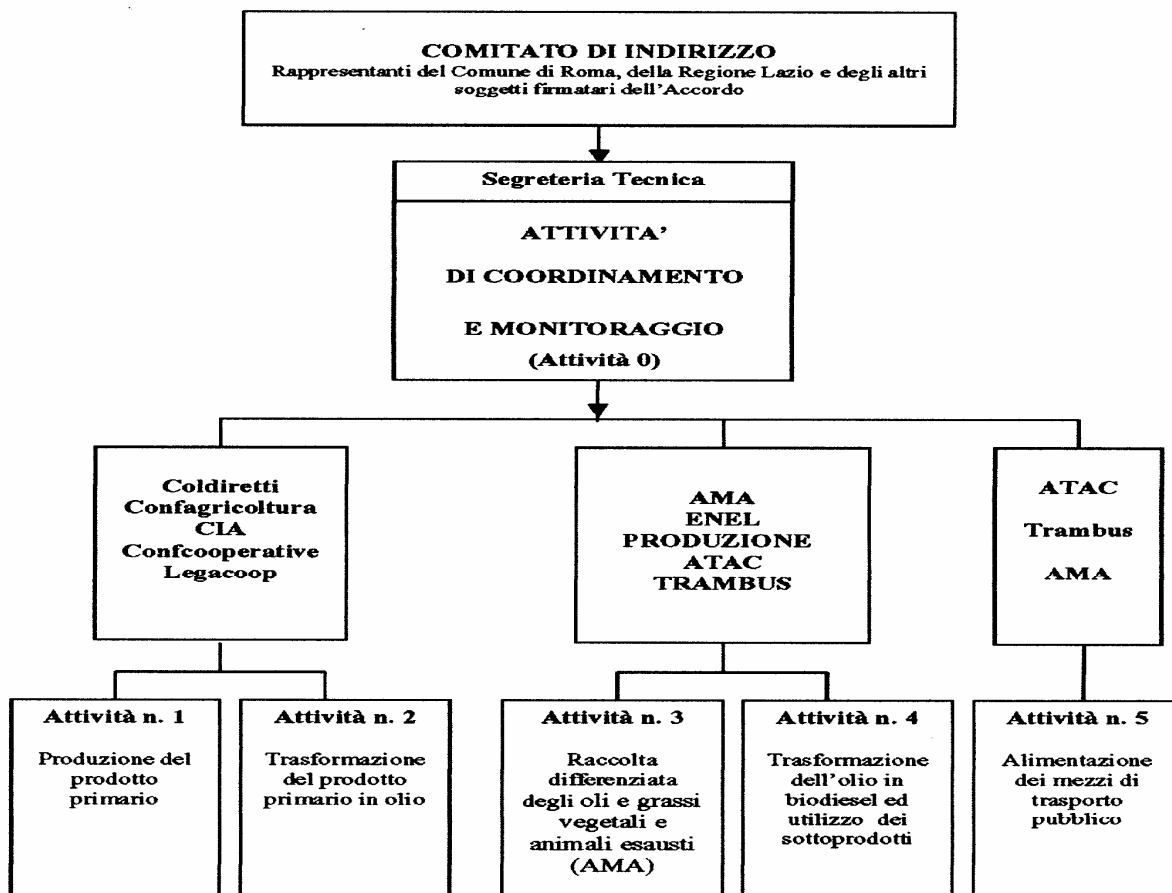 COMITATO DI INDIRIZZO
Rappresentanti del Comune di Roma, della Regione Lazio e degli altri
soggetti firmatari dell'Accordo
Segreteria Tecnica
ATTIVITA'
DI COORDINAMENTO
E MONITORAGGIO
(Attività 0)
Coldiretti
Confagricoltura
CIA
Confcooperative
Legacoop
AMA
ENEL
PRODUZIONE
ATAC
TRAMBUS
ATAC
Trambus
AMA
Attività n. 1
Produzione del
prodotto
primario
Attività n. 2
Trasformazione
del prodotto
primario in olio
Attività n. 3
Raccolta
differenziata
degli oli e grassi
vegetali e
animali esausti
(AMA)
Attività n. 4
Trasformazione
dell'olio in
biodiesel ed
utilizzo dei
sottoprodotti
Attività n. 5
Alimentazione
dei mezzi di
trasporto
pubblico